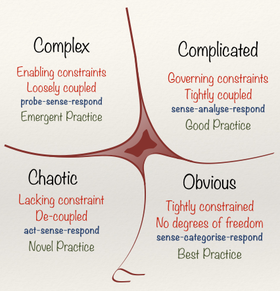 Complex
Enabling constraints
Loosely coupled
probe-sense-respond
Emergent Practice
Complicated
Governing constraints
Tightly coupled
sense-analyse-respond
Good Practice
Chaotic
Lacking constraint
De-coupled
act-sense-respond
Novel Practice
Obvious
Tightly constrained
No degrees of freedom
sense-categorise-respond
Best Practice